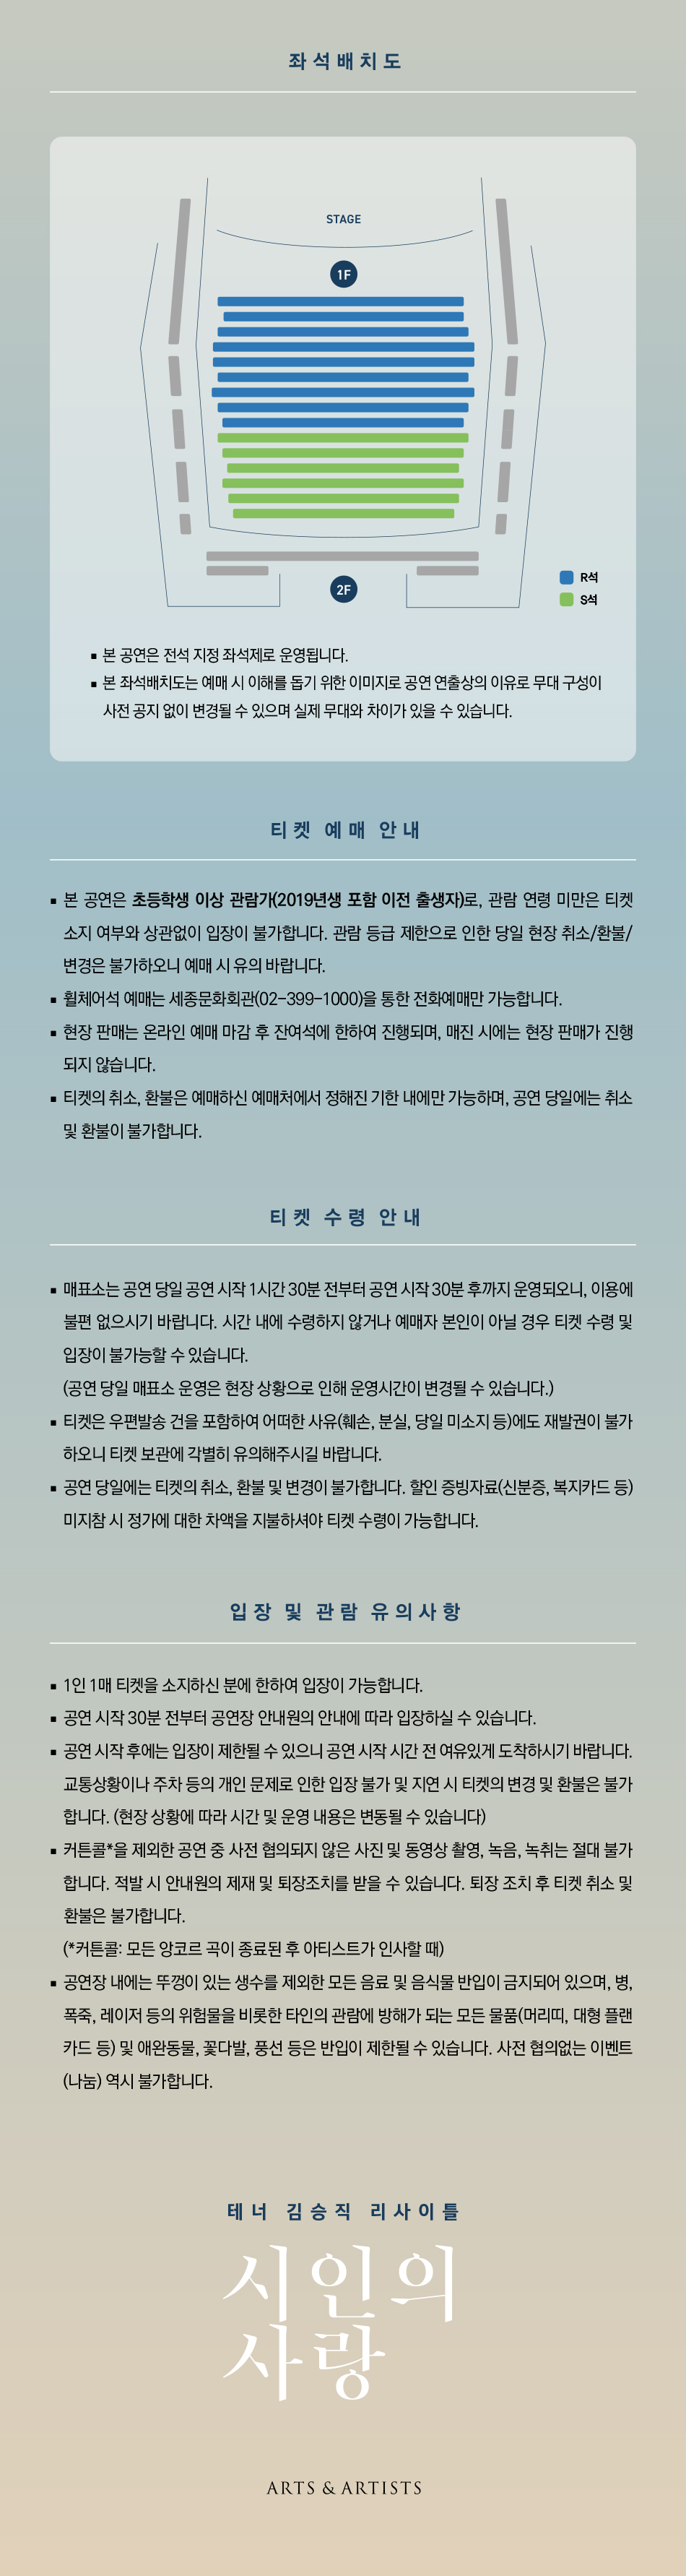 좌석배치도
STAGE
1F
2F
R석
S석
▪ 본 공연은 전석 지정 좌석제로 운영됩니다.
▪ 본 좌석배치도는 예매 시 이해를 돕기 위한 이미지로 공연 연출상의 이유로 무대 구성이
사전 공지 없이 변경될 수 있으며 실제 무대와 차이가 있을 수 있습니다.
티켓 예매 안내
▪ 본 공연은 초등학생 이상 관람가(2019년생 포함 이전 출생자)로, 관람 연령 미만은 티켓
소지 여부와 상관없이 입장이 불가합니다. 관람 등급 제한으로 인한 당일 현장 취소/환불/
변경은 불가하오니 예매 시 유의 바랍니다.
▪ 휠체어석 예매는 세종문화회관(02-399-1000)을 통한 전화예매만 가능합니다.
▪ 현장 판매는 온라인 예매 마감 후 잔여석에 한하여 진행되며, 매진 시에는 현장 판매가 진행
되지 않습니다.
▪ 티켓의 취소, 환불은 예매하신 예매처에서 정해진 기한 내에만 가능하며, 공연 당일에는 취소
및 환불이 불가합니다.
티켓 수령 안내
▪ 매표소는 공연 당일 공연 시작 1시간 30분 전부터 공연 시작 30분 후까지 운영되오니, 이용에
불편 없으시기 바랍니다. 시간 내에 수령하지 않거나 예매자 본인이 아닐 경우 티켓 수령 및
입장이 불가능할 수 있습니다.
(공연 당일 매표소 운영은 현장 상황으로 인해 운영시간이 변경될 수 있습니다.)
▪ 티켓은 우편발송 건을 포함하여 어떠한 사유(훼손, 분실, 당일 미소지 등)에도 재발권이 불가
하오니 티켓 보관에 각별히 유의해주시길 바랍니다.
▪ 공연 당일에는 티켓의 취소, 환불 및 변경이 불가합니다. 할인 증빙자료(신분증, 복지카드 등)
미지참 시 정가에 대한 차액을 지불하셔야 티켓 수령이 가능합니다.
입장 및 관람 유의사항
▪ 1인 1매 티켓을 소지하신 분에 한하여 입장이 가능합니다.
▪ 공연 시작 30분 전부터 공연장 안내원의 안내에 따라 입장하실 수 있습니다.
▪ 공연 시작 후에는 입장이 제한될 수 있으니 공연 시작 시간 전 여유있게 도착하시기 바랍니다.
교통상황이나 주차 등의 개인 문제로 인한 입장 불가 및 지연 시 티켓의 변경 및 환불은 불가
합니다. (현장 상황에 따라 시간 및 운영 내용은 변동될 수 있습니다)
▪ 커튼콜*을 제외한 공연 중 사전 협의되지 않은 사진 및 동영상 촬영, 녹음, 녹취는 절대 불가
합니다. 적발 시 안내원의 제재 및 퇴장조치를 받을 수 있습니다. 퇴장 조치 후 티켓 취소 및
환불은 불가합니다.
(*커튼콜: 모든 앙코르 곡이 종료된 후 아티스트가 인사할 때)
▪ 공연장 내에는 뚜껑이 있는 생수를 제외한 모든 음료 및 음식물 반입이 금지되어 있으며, 병,
폭죽, 레이저 등의 위험물을 비롯한 타인의 관람에 방해가 되는 모든 물품(머리띠, 대형 플랜
카드 등) 및 애완동물, 꽃다발, 풍선 등은 반입이 제한될 수 있습니다. 사전 협의없는 이벤트
(나눔) 역시 불가합니다.
테너 김승직 리사이틀
시인의
사랑
ARTS & ARTISTS